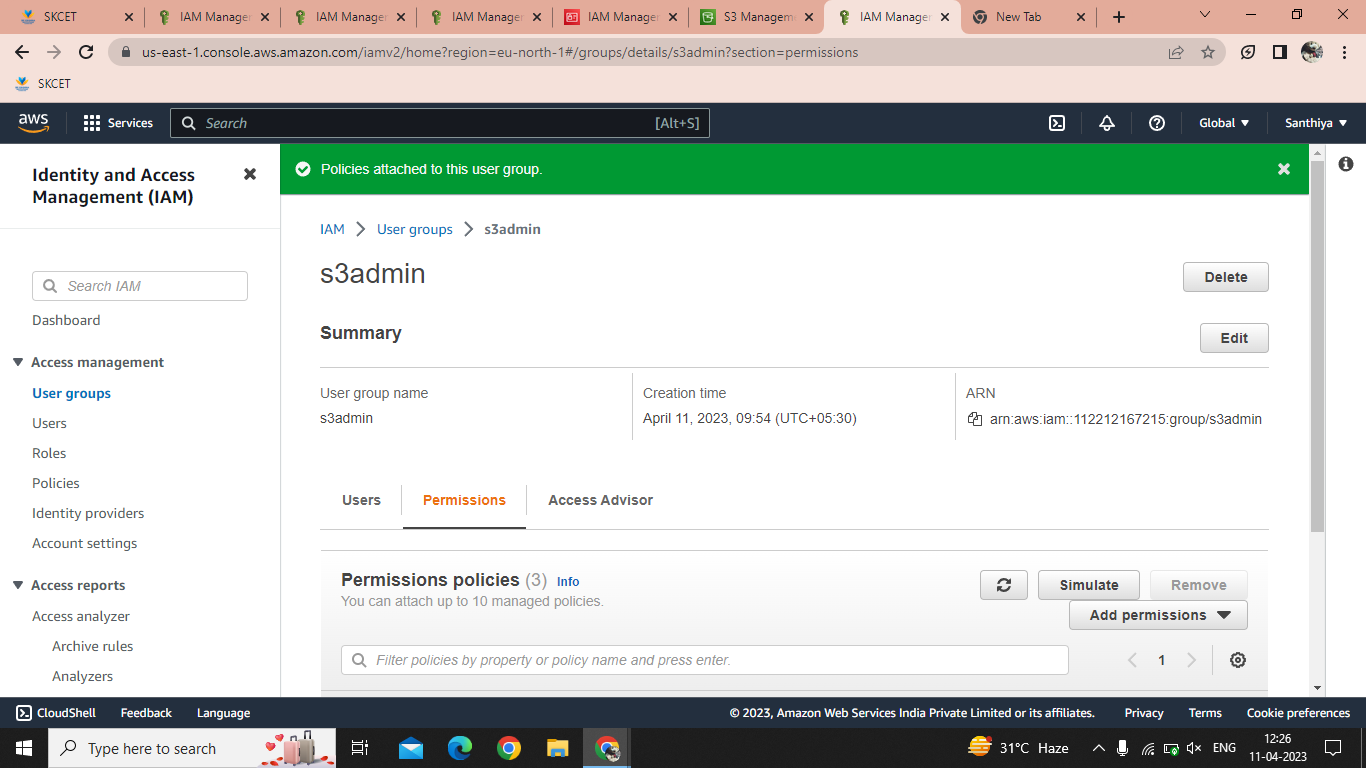 SKCET
IAM Manage
IAM Manage
IAM Manage
IAM Manage
S3 Manageme
IAM Manage
New Tab
us-east-1.console.aws.amazon.com/iamv2/home?region=eu-north-1#/groups/details/s3admin?section=permissions
SKCET
aws
Services
Search
[Alt+S]
Global
Santhiya
Identity and Access
Management (IAM)
Policies attached to this user group.
Search IAM
Dashboard
Access management
User groups
Users
Roles
Policies
Identity providers
Account settings
Access reports
Access analyzer
Archive rules
Analyzers
IAM
User groups
s3admin
s3admin
Delete
Summary
Edit
User group name
s3admin
Creation time
April 11, 2023, 09:54 (UTC+05:30)
ARN
arn:aws:iam::112212167215:group/s3admin
Users
Permissions
Access Advisor
Permissions policies (3) Info
You can attach up to 10 managed policies.
Simulate
Remove
Add permissions
Filter policies by property or policy name and press enter.
1
CloudShell
Feedback
Language
© 2023, Amazon Web Services India Private Limited or its affiliates.
Privacy
Terms
Cookie preferences
Type here to search
31°C Haze
ENG
12:26
11-04-2023